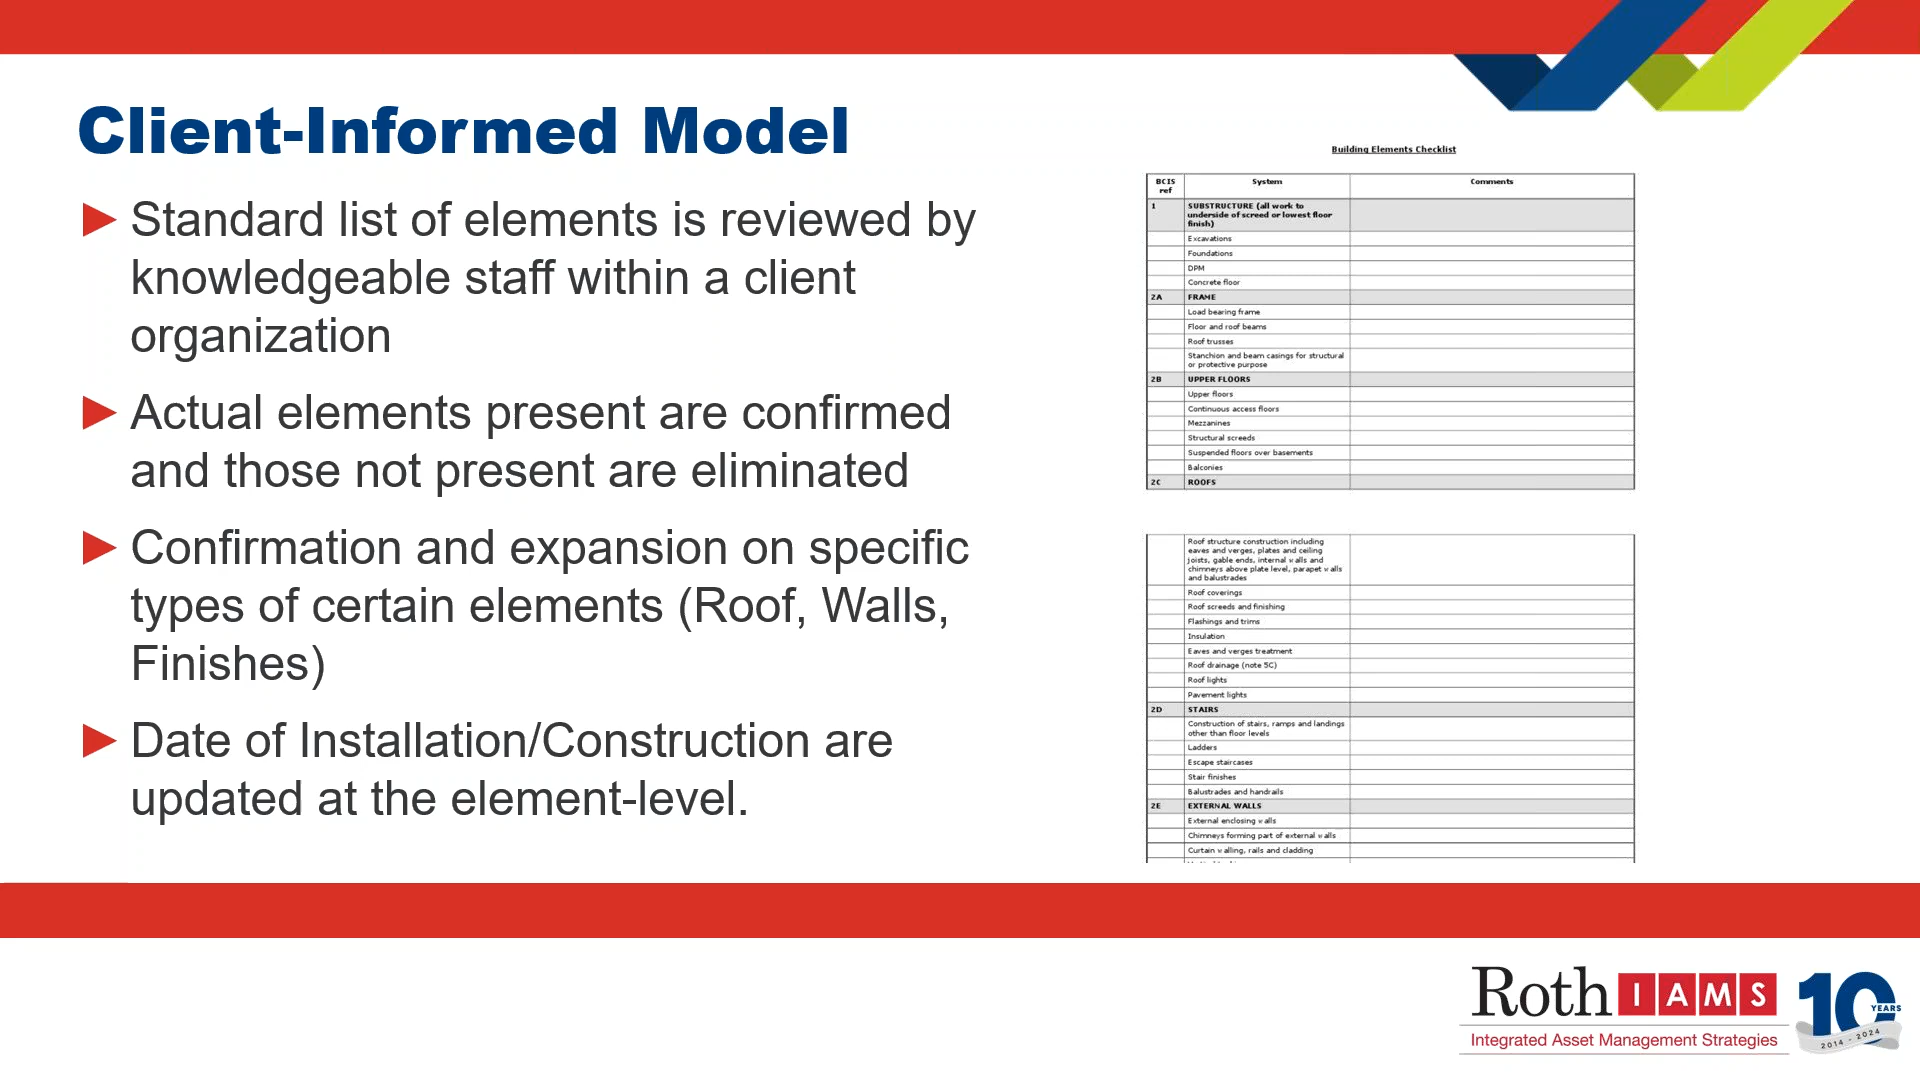 Client-Informed Model
Standard list of elements is reviewed by
knowledgeable staff within a client
organization
Actual elements present are confirmed
and those not present are eliminated
Confirmation and expansion on specific
types of certain elements (Roof, Walls,
Finishes)
Date of Installation/Construction are
updated at the element-level.
Building Elements Checklist
BCIS ref System Comments
1 SUBSTRUCTURE (all work to
underside of screed or lowest floor
finish)
Excavations
Foundations
DPM
Concrete floor
2A FRAME
Load bearing frame
Floor and roof beams
Roof trusses
Stanchion and beam casings for structural
or protective purpose
2B UPPER FLOORS
Upper floors
Continuous access floors
Mezzanines
Structural screeds
Suspended floors over basements
Balconies
2C ROOFS
Roof structure construction including
eaves and verges, plates and ceiling
joists, gable ends, internal walls and
chimneys above plate level, parapet walls
and balustrades
Roof coverings
Roof screeds and finishing
Flashings and trims
Insulation
Eaves and verges treatment
Roof drainage (note 5C)
Roof lights
Pavement lights
2D STAIRS
Construction of stairs, ramps and landings
other than floor levels
Ladders
Escape staircases
Stair finishes
Balustrades and handrails
2E EXTERNAL WALLS
External enclosing walls
Chimneys forming part of external walls
Curtain walling, rails and cladding
Roth IAMS
Integrated Asset Management Strategies
10 YEARS
2014 - 2024